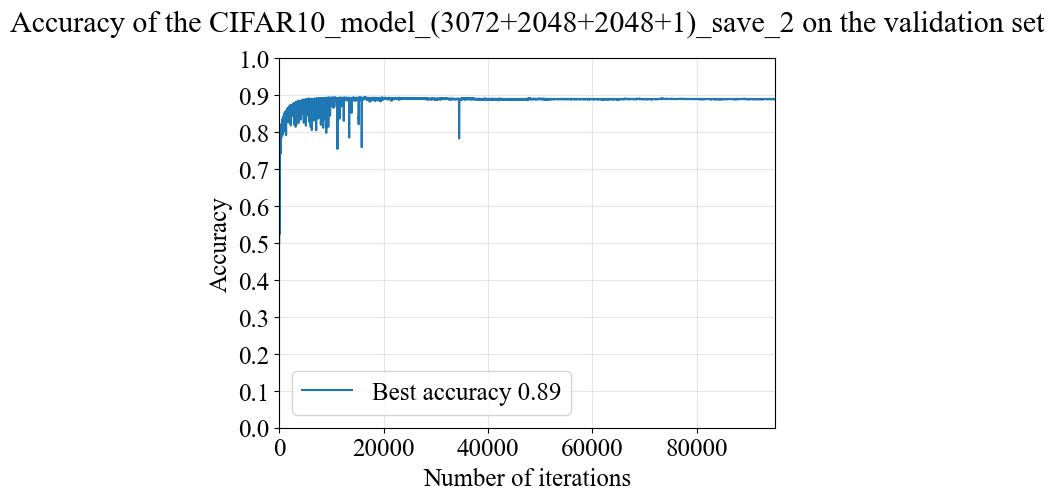 Accuracy of the CIFAR10_model_(3072+2048+2048+1)_save_2 on the validation set
1.0
0.9
0.8
0.7
0.6
0.5
0.4
0.3
0.2
0.1
0.0
Accuracy
Best accuracy 0.89
0 20000 40000 60000 80000
Number of iterations